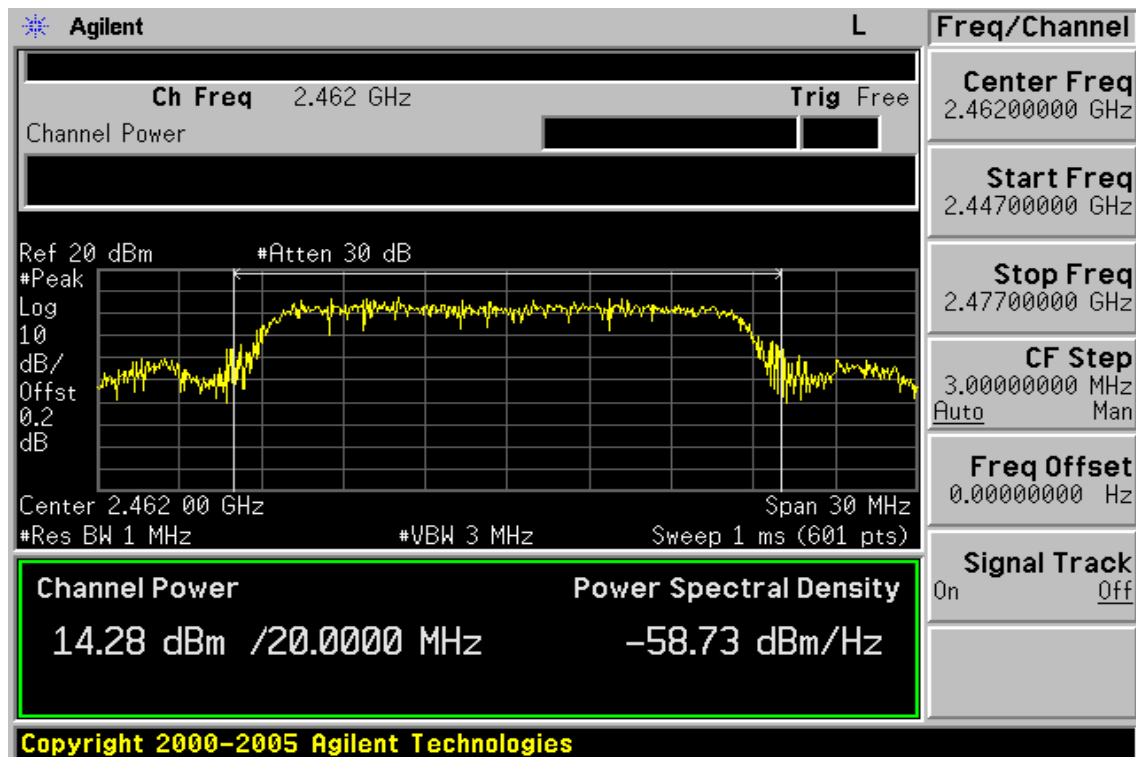 Agilent L
Freq/Channel
Ch Freq 2.462 GHz Trig Free
Channel Power
Center Freq
2.46200000 GHz
Start Freq
2.44700000 GHz
Stop Freq
2.47700000 GHz
CF Step
3.00000000 MHz
Auto Man
Freq Offset
0.00000000 Hz
Signal Track
On Off
Ref 20 dBm #Atten 30 dB
#Peak
Log
10
dB/
Offst
0.2
dB
Center 2.462 00 GHz Span 30 MHz
#Res BW 1 MHz #VBW 3 MHz Sweep 1 ms (601 pts)
Channel Power Power Spectral Density
14.28 dBm /20.0000 MHz -58.73 dBm/Hz
Copyright 2000-2005 Agilent Technologies